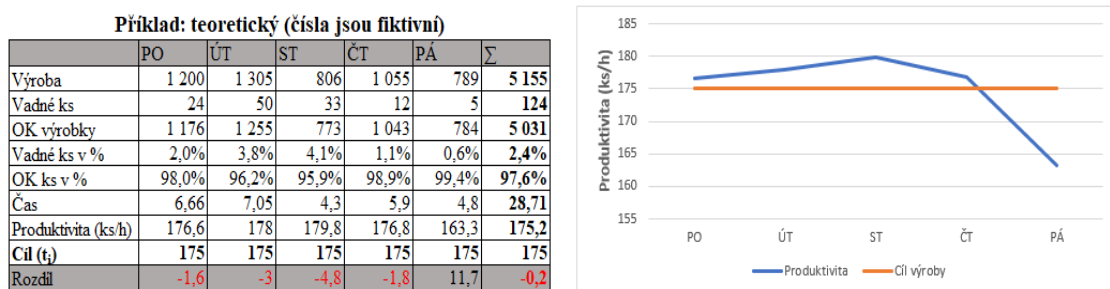 Příklad: teoretický (čísla jsou fiktivní)
PO ÚT ST ČT PÁ ∑
Výroba 1 200 1 305 806 1 055 789 5 155
Vadné ks 24 50 33 12 5 124
OK výrobky 1 176 1 255 773 1 043 784 5 031
Vadné ks v % 2,0% 3,8% 4,1% 1,1% 0,6% 2,4%
OK ks v % 98,0% 96,2% 95,9% 98,9% 99,4% 97,6%
Čas 6,66 7,05 4,3 5,9 4,8 28,71
Produktivita (ks/h) 176,6 178 179,8 176,8 163,3 175,2
Cíl (tᵢ) 175 175 175 175 175 175
Rozdíl -1,6 -3 -4,8 -1,8 11,7 -0,2
Produktivita (ks/h)
185
180
175
170
165
160
155
PO ÚT ST ČT PÁ
Produktivita Cíl výroby